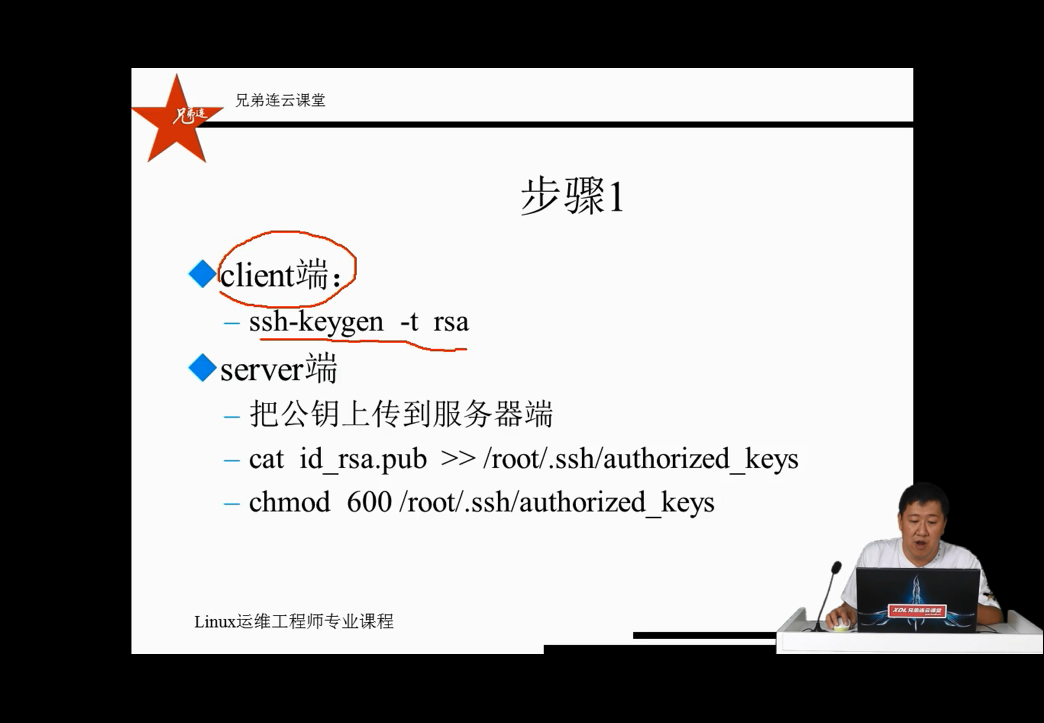 兄弟连云课堂
兄弟连
步骤1
client端：
– ssh-keygen -t rsa
server端
– 把公钥上传到服务器端
– cat id_rsa.pub >> /root/.ssh/authorized_keys
– chmod 600 /root/.ssh/authorized_keys
XDL兄弟连云课堂
Linux运维工程师专业课程